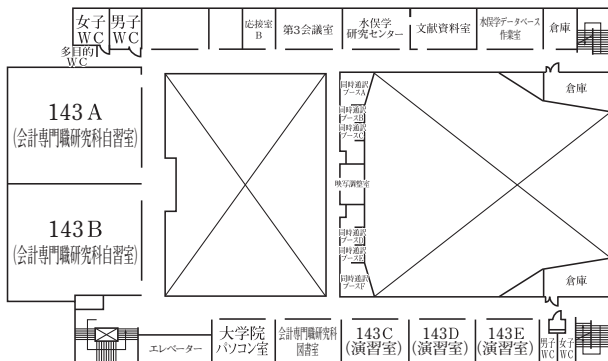 女子
WC
男子
WC
多目的
WC
応接室
B
第3会議室
水俣学
研究センター
文献資料室
水俣学データベース
作業室
倉庫
143A
(会計専門職研究科自習室)
143B
(会計専門職研究科自習室)
同時通訳
ブースA
同時通訳
ブースB
同時通訳
ブースC
映写調整室
同時通訳
ブースD
同時通訳
ブースE
同時通訳
ブースF
倉庫
倉庫
エレベーター
大学院
パソコン室
会計専門職研究科
図書室
143C
(演習室)
143D
(演習室)
143E
(演習室)
男子
WC
女子
WC